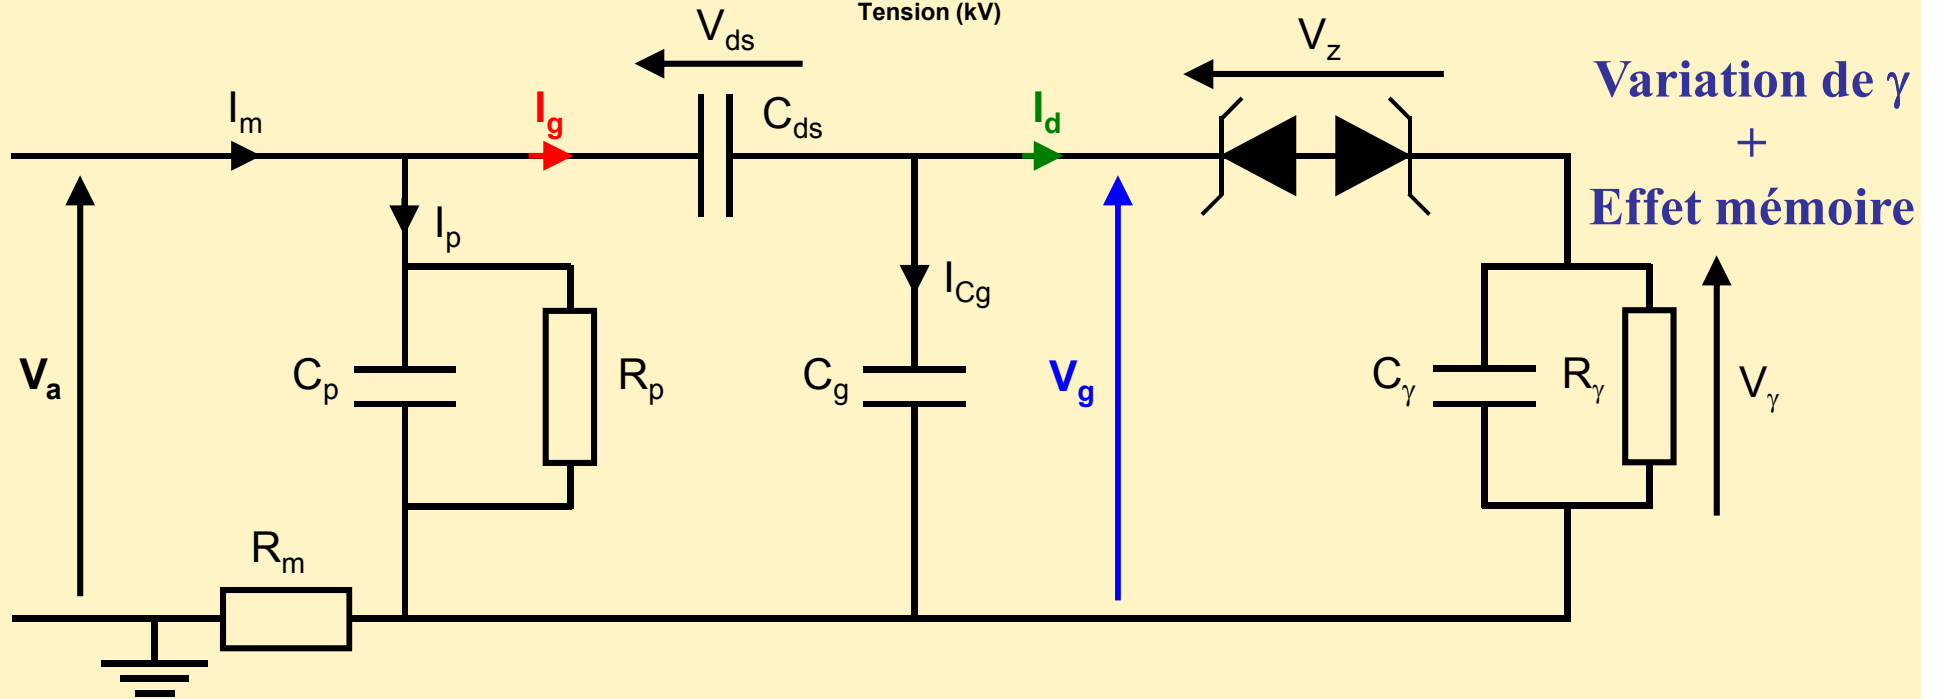 Tension (kV)
V_ds
V_z
Variation de γ
+
Effet mémoire
I_m
I_g
C_ds
I_d
I_p
I_Cg
V_a
C_p
R_p
C_g
V_g
C_γ
R_γ
V_γ
R_m